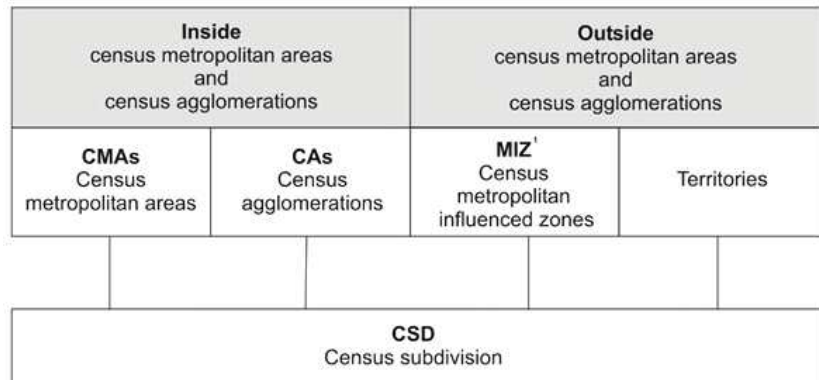 Inside
census metropolitan areas
and
census agglomerations
Outside
census metropolitan areas
and
census agglomerations
CMAs
Census
metropolitan areas
CAs
Census
agglomerations
MIZ¹
Census
metropolitan
influenced zones
Territories
CSD
Census subdivision